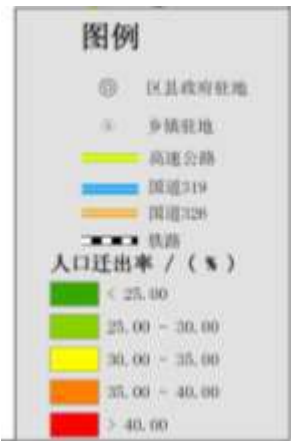 图例
区县政府驻地
乡镇驻地
高速公路
国道319
国道326
铁路
人口迁出率 / ( % )
< 25.00
25.00 - 30.00
30.00 - 35.00
35.00 - 40.00
> 40.00